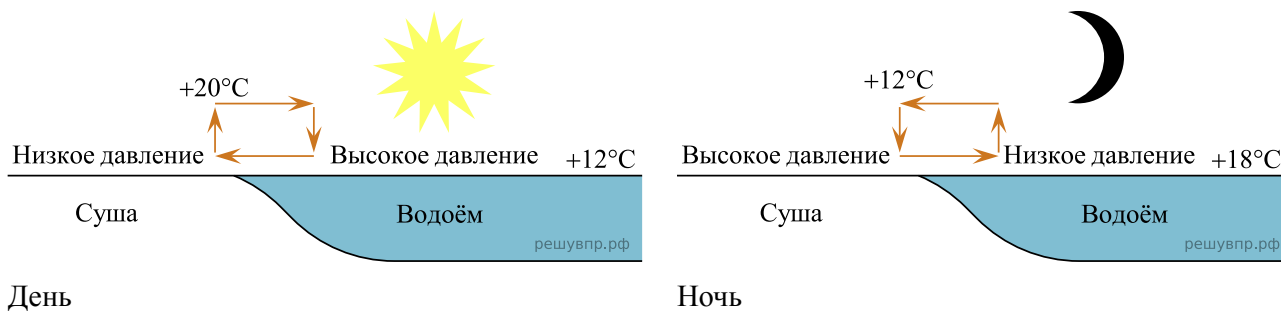 +20°C
Низкое давление
Высокое давление
+12°C
Суша
Водоём
решувпр.рф
День
+12°C
Высокое давление
Низкое давление
+18°C
Суша
Водоём
решувпр.рф
Ночь